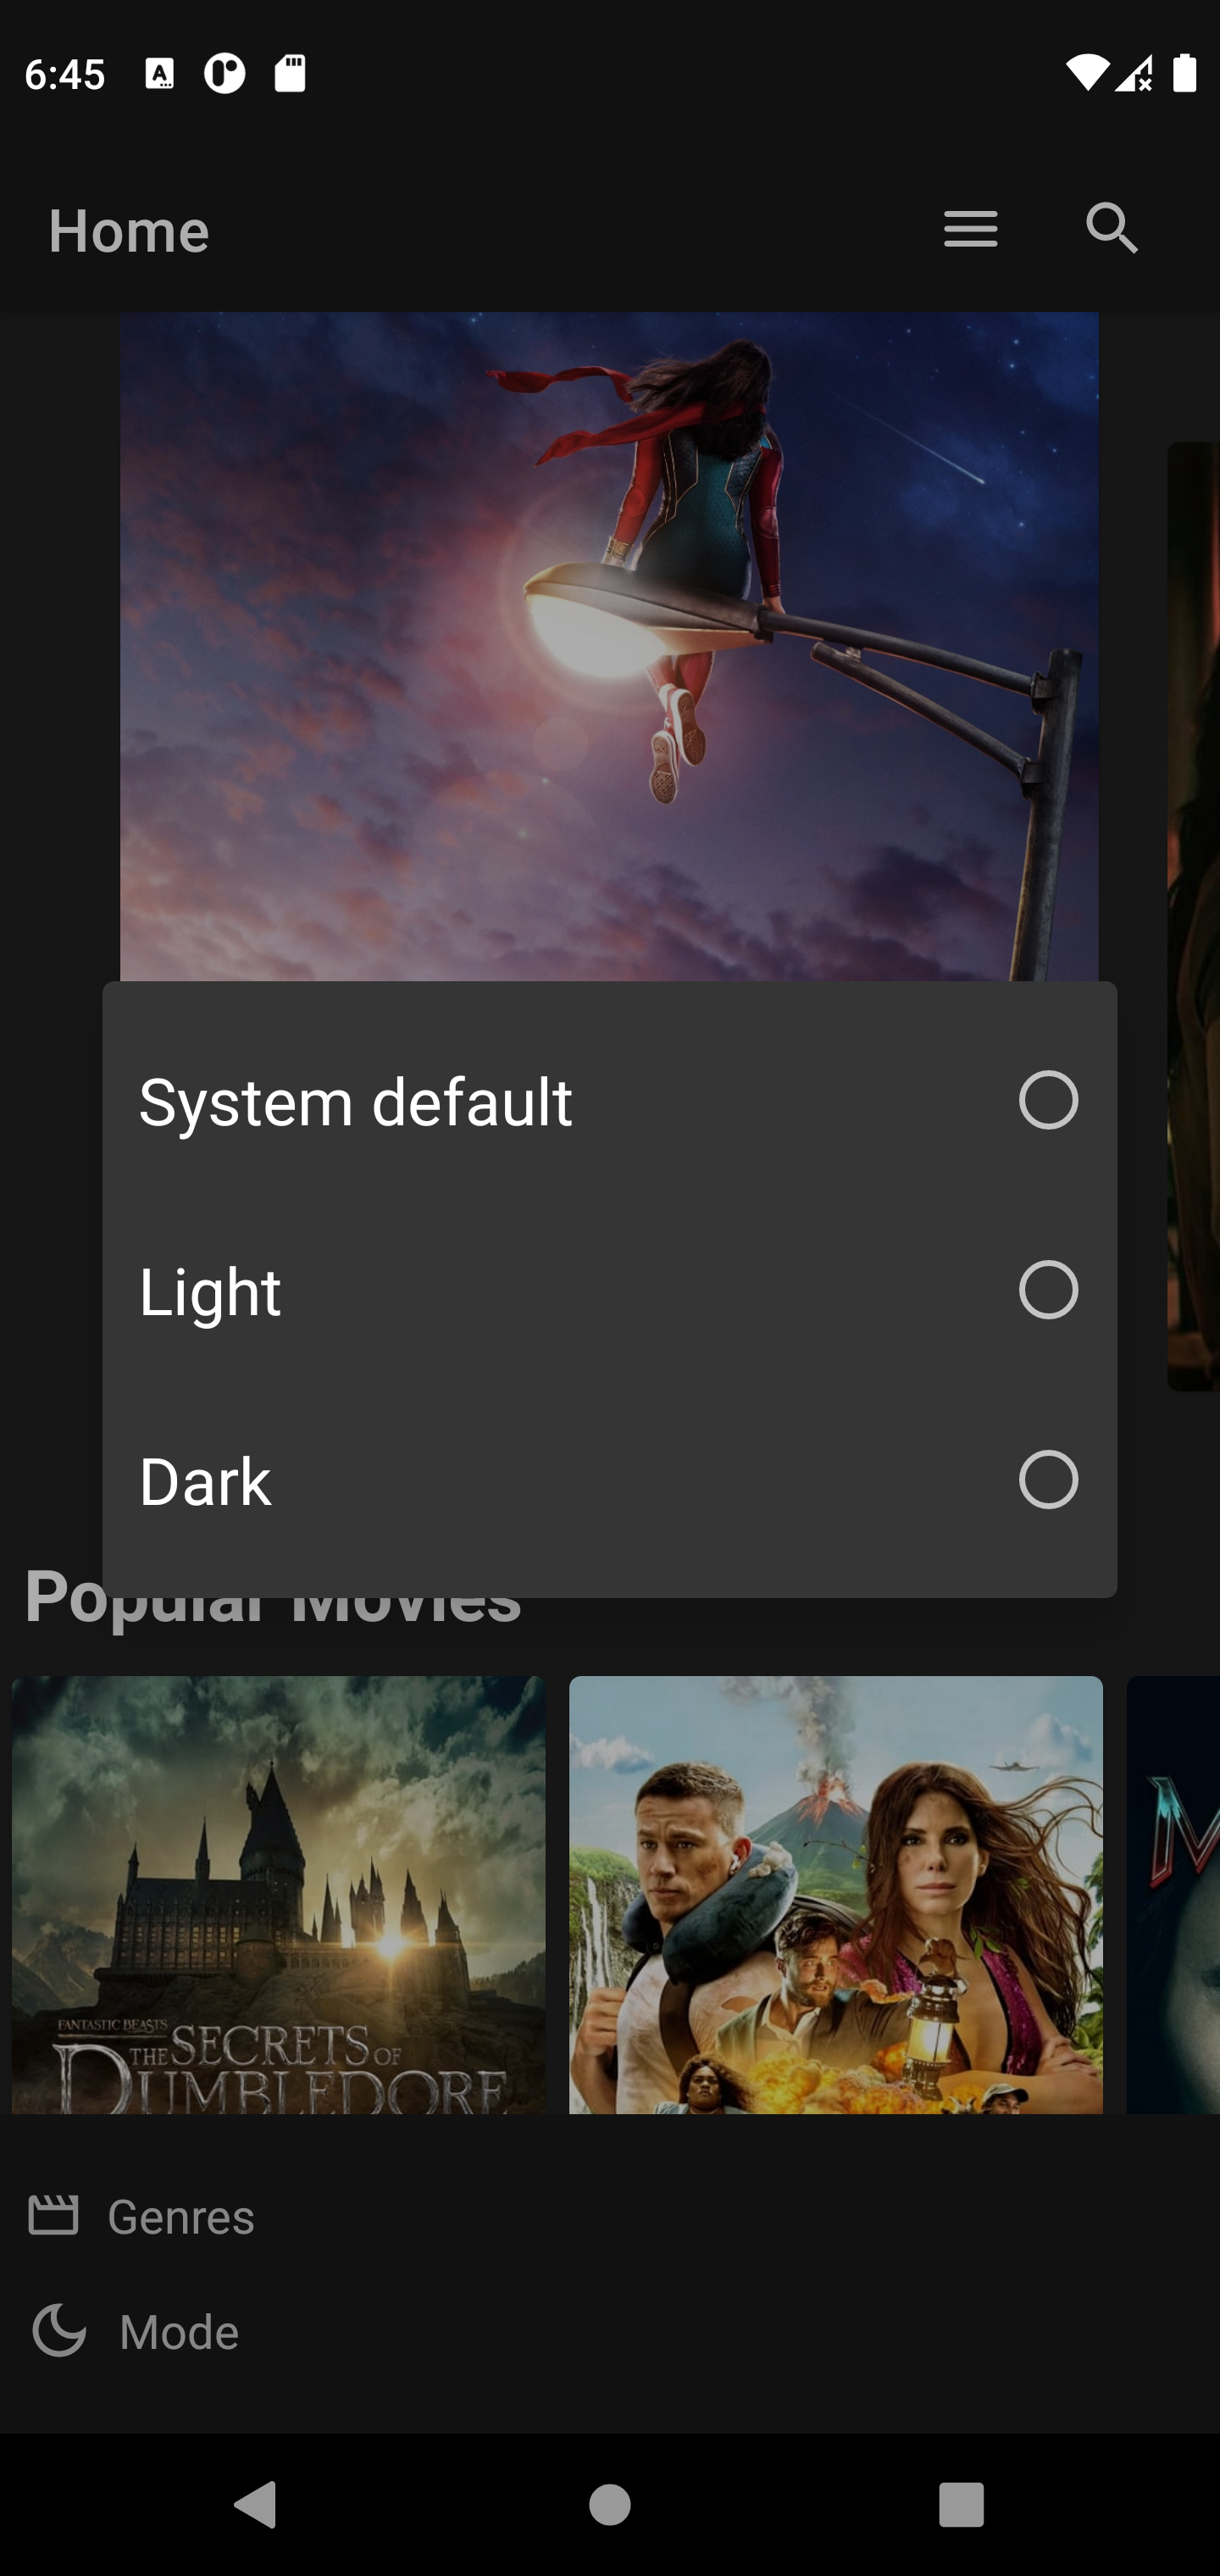 6:45
Home
System default
Light
Dark
Popular Movies
FANTASTIC BEASTS
THE SECRETS OF
DUMBLEDORE
M
Genres
Mode